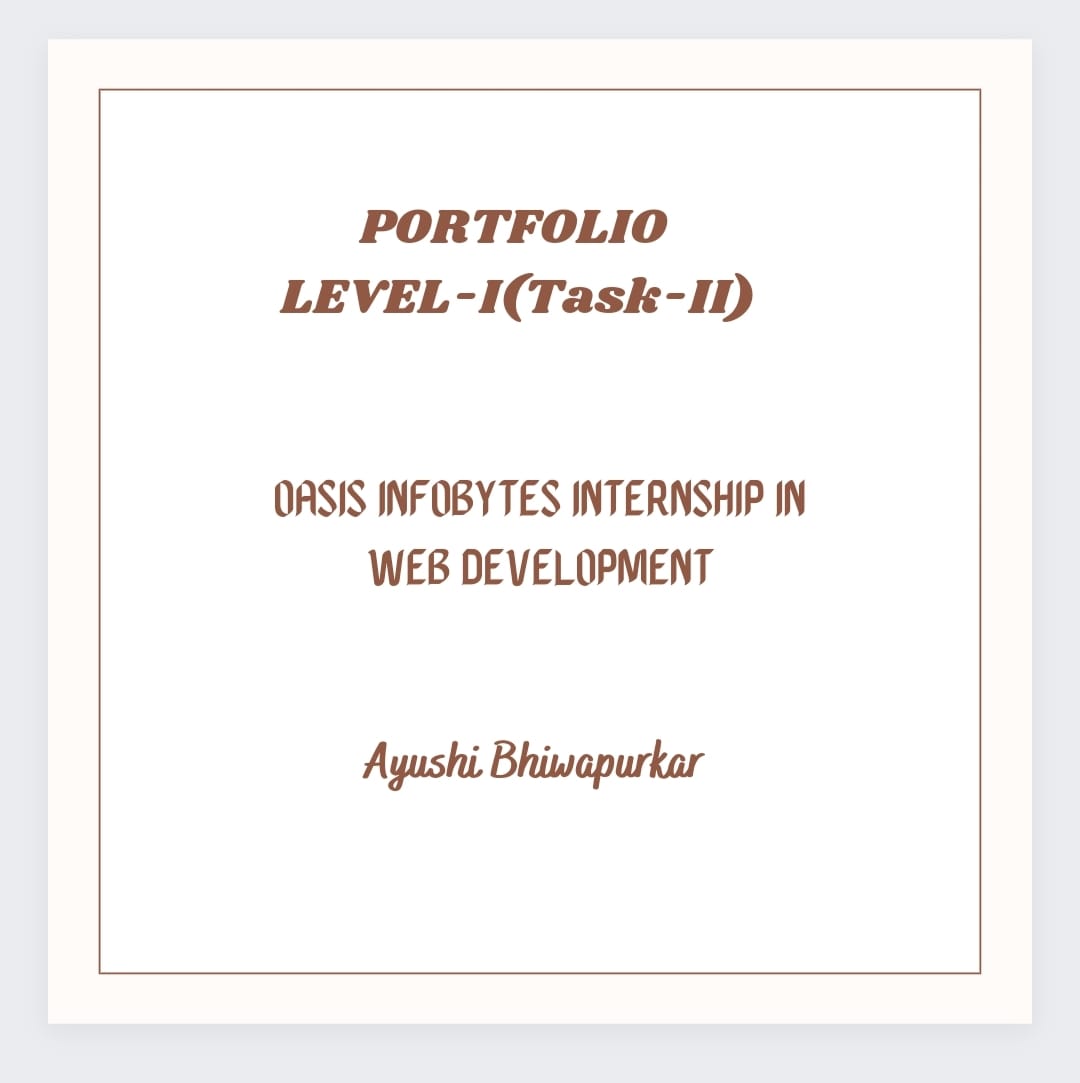 PORTFOLIO
LEVEL-I(Task-II)
OASIS INFOBYTES INTERNSHIP IN
WEB DEVELOPMENT
Ayushi Bhiwapurkar